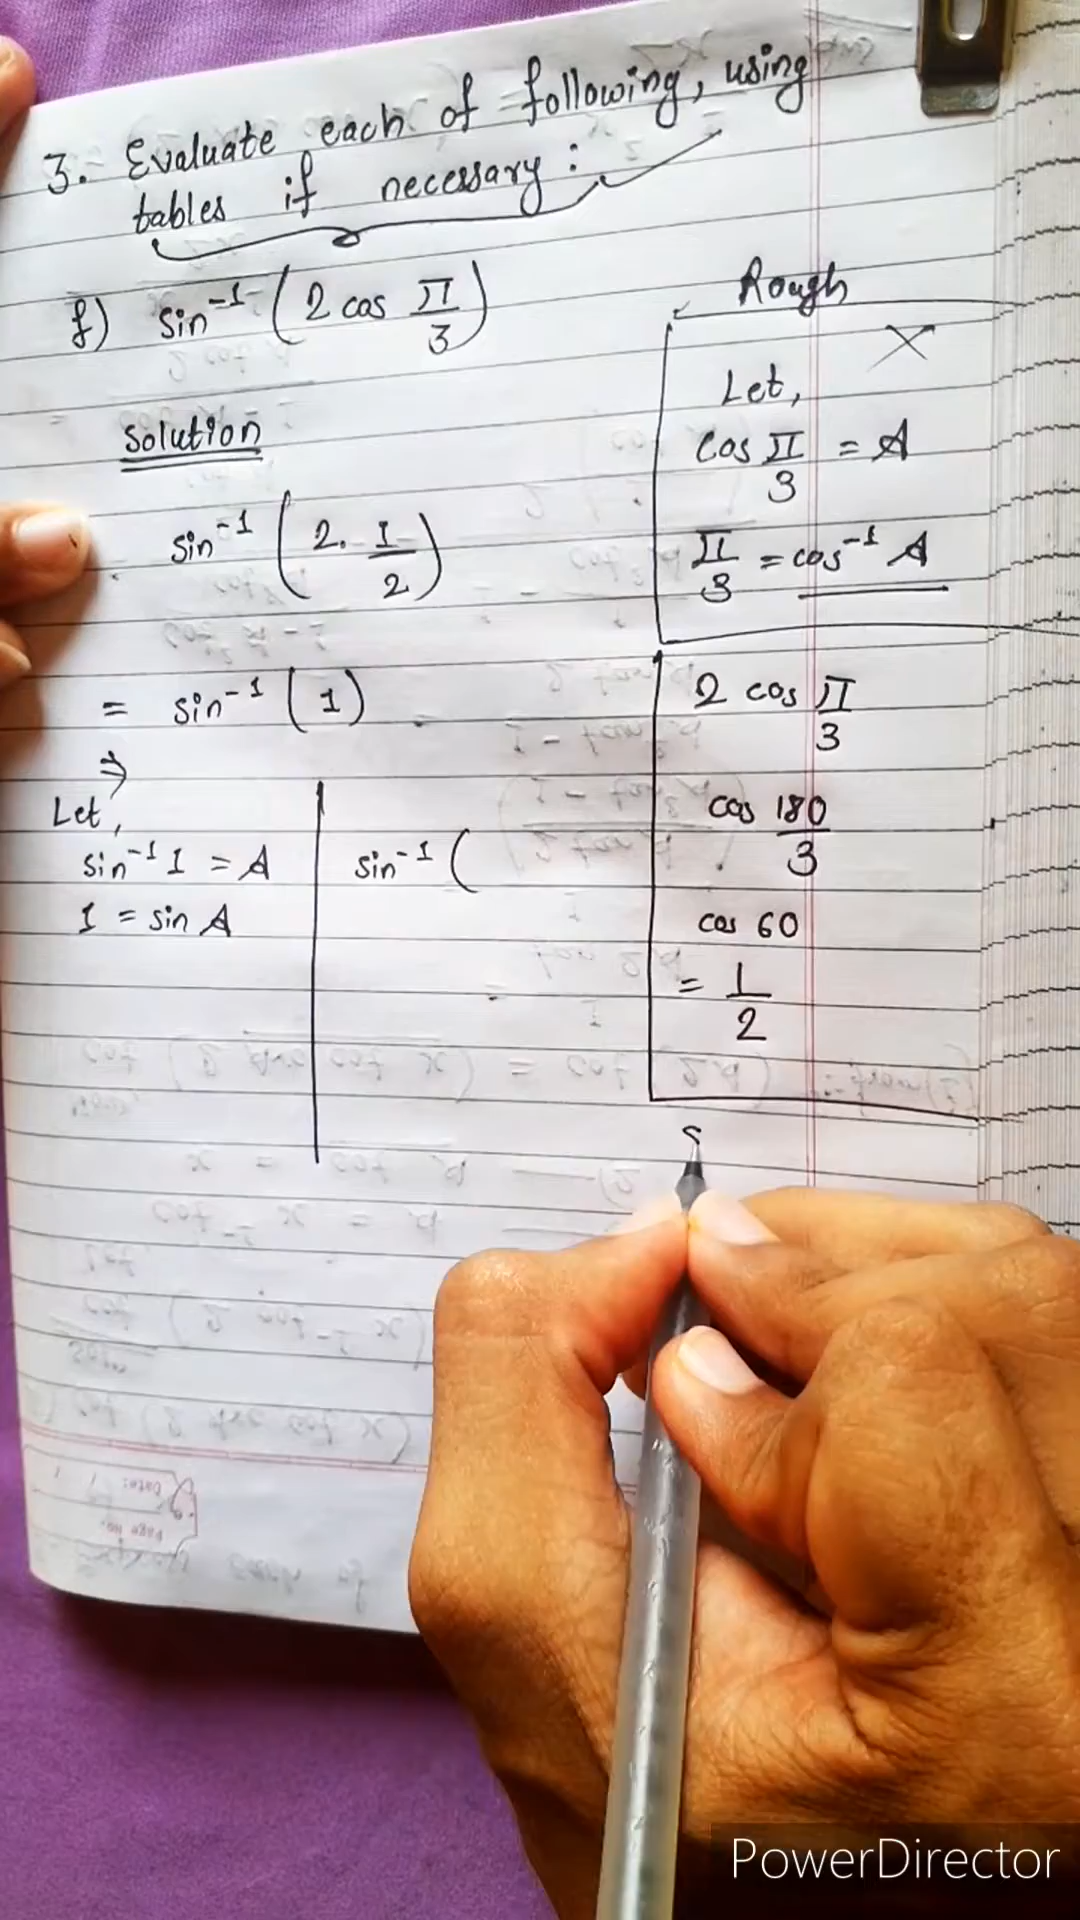 3. Evaluate each of following, using
tables if necessary :
f) sin⁻¹ (2 cos π/3)
Solution
sin⁻¹ (2. 1/2)
= sin⁻¹ (1)
⇒
Let,
sin⁻¹ 1 = A
1 = sin A
sin⁻¹ (
Rough
X
Let,
cos π/3 = A
π/3 = cos⁻¹ A
2 cos π/3
cos 180/3
cos 60
= 1/2
s
PowerDirector